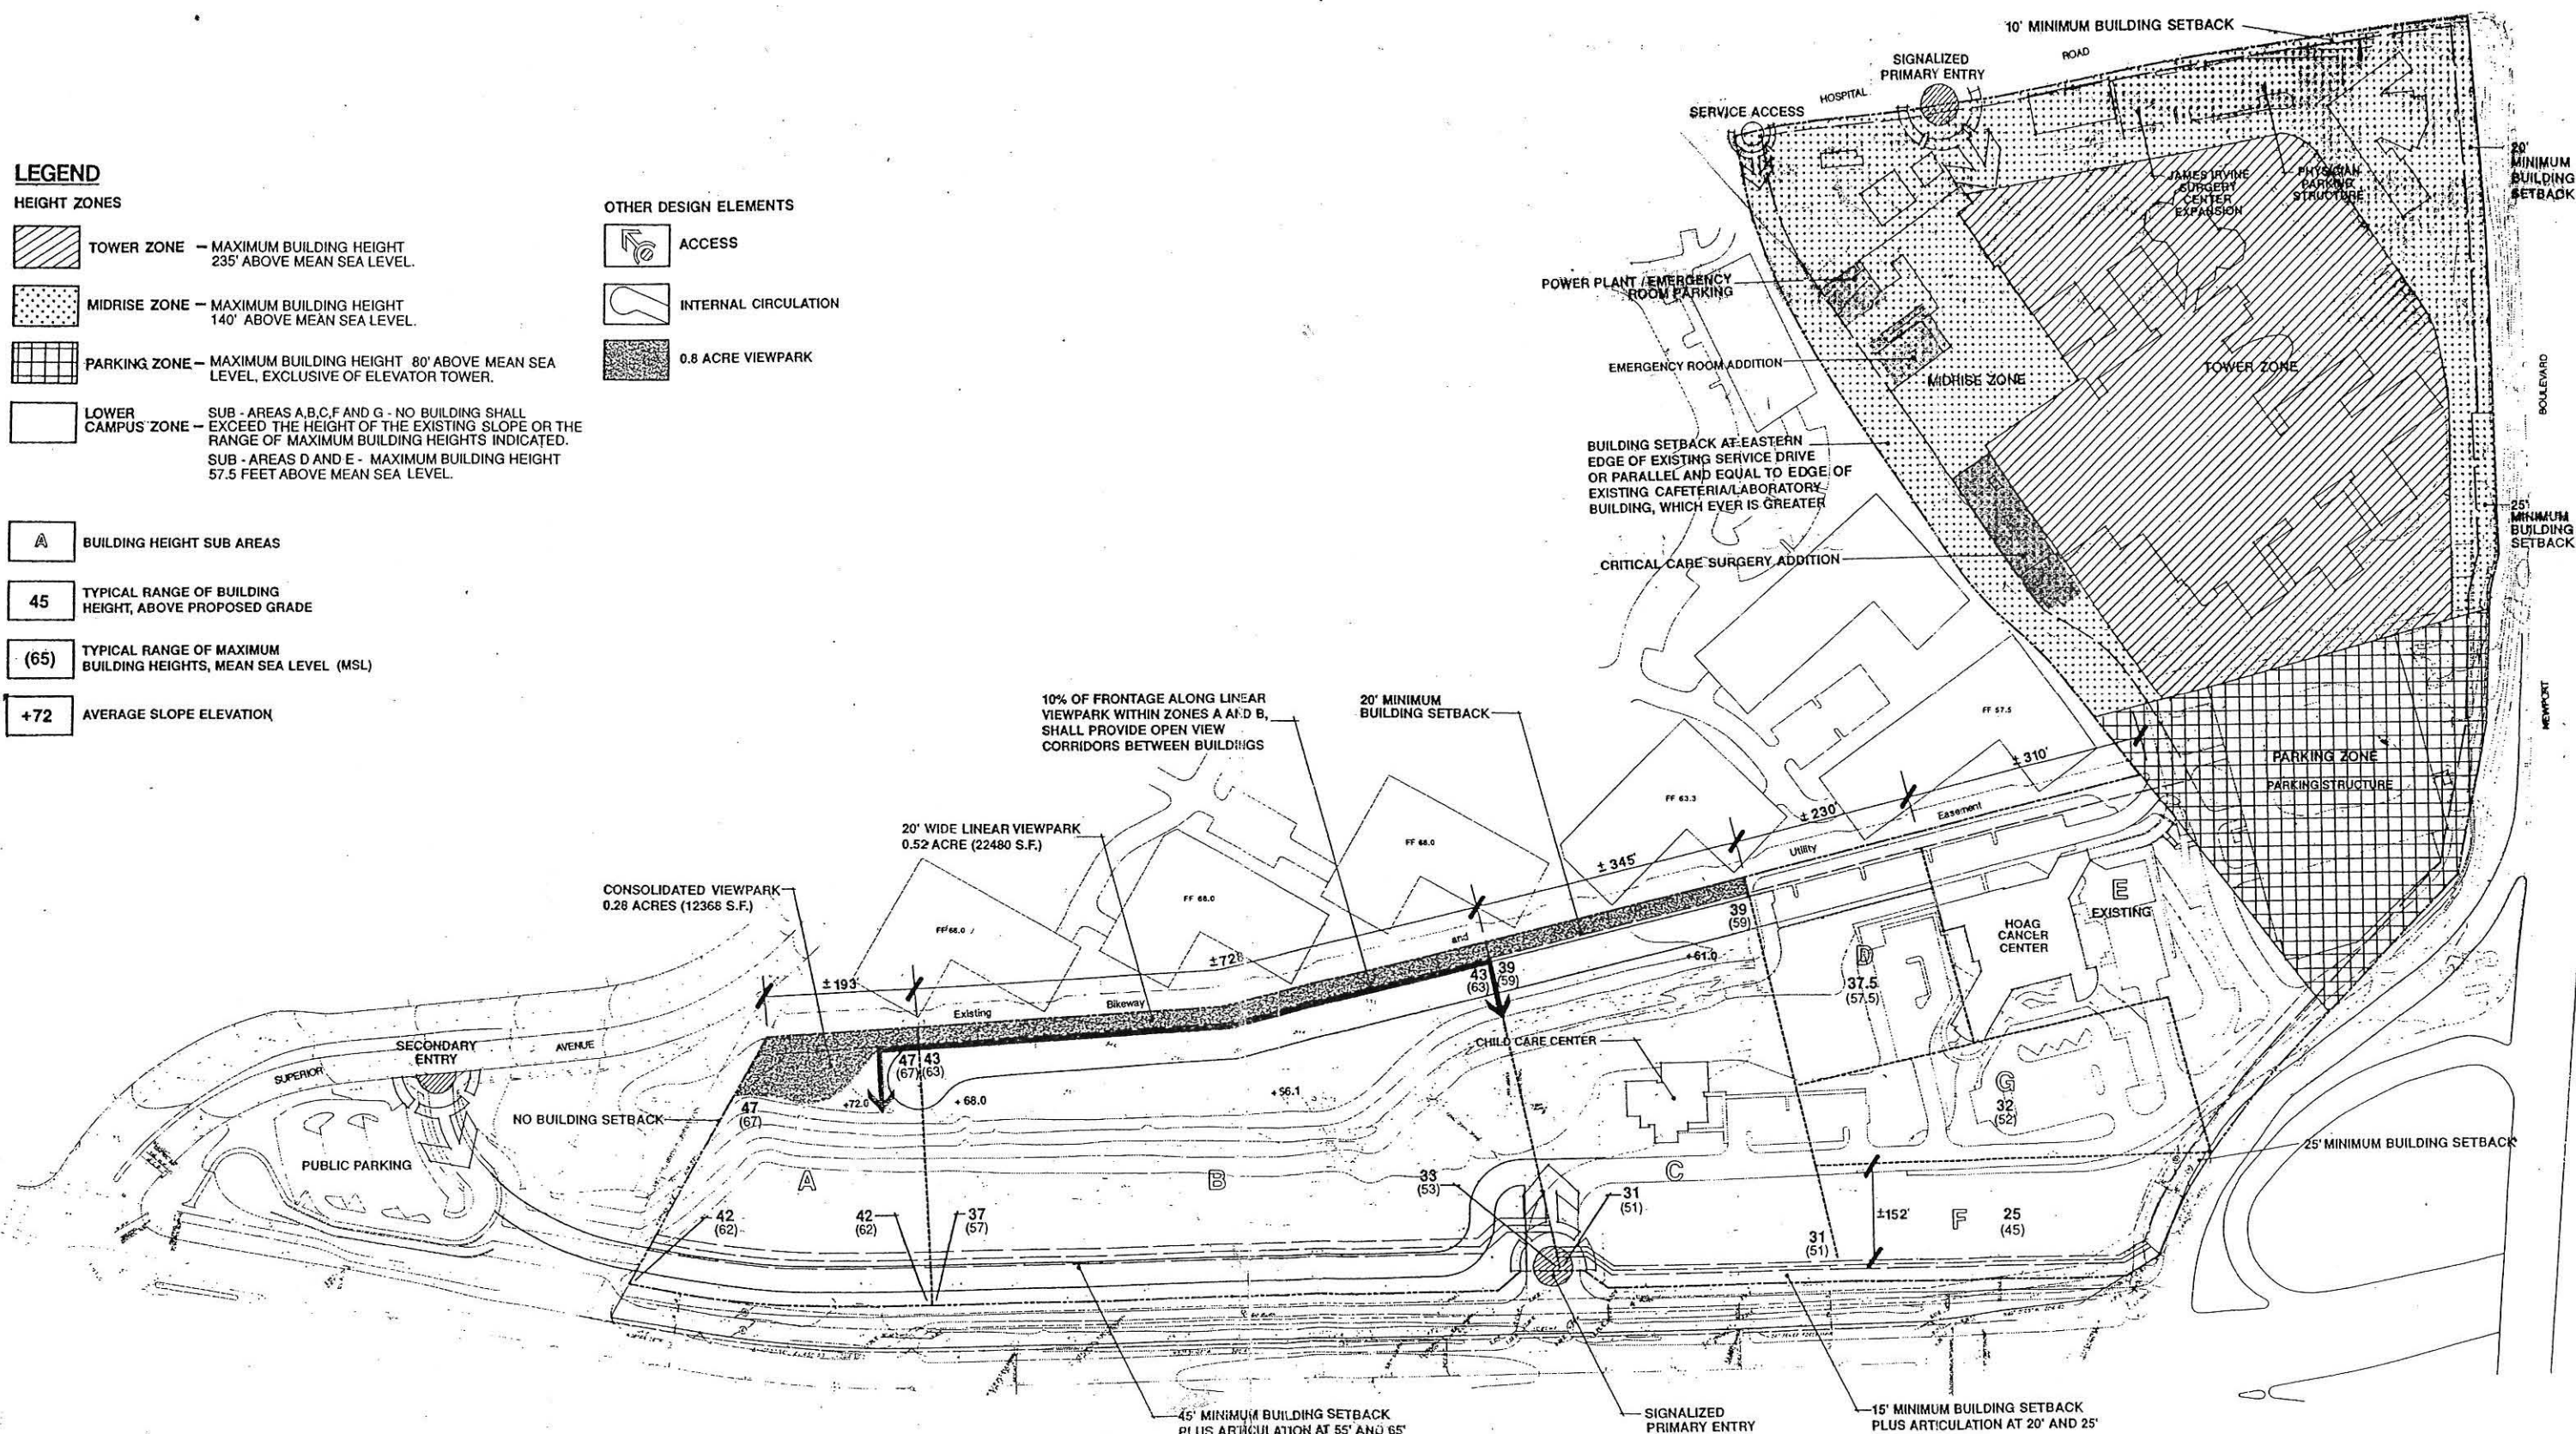 LEGEND
HEIGHT ZONES
TOWER ZONE – MAXIMUM BUILDING HEIGHT
235' ABOVE MEAN SEA LEVEL.
MIDRISE ZONE – MAXIMUM BUILDING HEIGHT
140' ABOVE MEAN SEA LEVEL.
PARKING ZONE – MAXIMUM BUILDING HEIGHT 80' ABOVE MEAN SEA
LEVEL, EXCLUSIVE OF ELEVATOR TOWER.
LOWER
CAMPUS ZONE –
SUB - AREAS A,B,C,F AND G - NO BUILDING SHALL
EXCEED THE HEIGHT OF THE EXISTING SLOPE OR THE
RANGE OF MAXIMUM BUILDING HEIGHTS INDICATED.
SUB - AREAS D AND E - MAXIMUM BUILDING HEIGHT
57.5 FEET ABOVE MEAN SEA LEVEL.
A BUILDING HEIGHT SUB AREAS
45 TYPICAL RANGE OF BUILDING
HEIGHT, ABOVE PROPOSED GRADE
(65) TYPICAL RANGE OF MAXIMUM
BUILDING HEIGHTS, MEAN SEA LEVEL (MSL)
+72 AVERAGE SLOPE ELEVATION
OTHER DESIGN ELEMENTS
ACCESS
INTERNAL CIRCULATION
0.8 ACRE VIEWPARK
10' MINIMUM BUILDING SETBACK
ROAD
SIGNALIZED
PRIMARY ENTRY
HOSPITAL
SERVICE ACCESS
20'
MINIMUM
BUILDING
SETBACK
JAMES IRVINE
SURGERY
CENTER
EXPANSION
PHYSICIAN
PARKING
STRUCTURE
POWER PLANT / EMERGENCY
ROOM PARKING
EMERGENCY ROOM ADDITION
MIDRISE ZONE
TOWER ZONE
BOULEVARD
BUILDING SETBACK AT EASTERN
EDGE OF EXISTING SERVICE DRIVE
OR PARALLEL AND EQUAL TO EDGE OF
EXISTING CAFETERIA/LABORATORY
BUILDING, WHICH EVER IS GREATER
25'
MINIMUM
BUILDING
SETBACK
CRITICAL CARE SURGERY ADDITION
NEWPORT
10% OF FRONTAGE ALONG LINEAR
VIEWPARK WITHIN ZONES A AND B,
SHALL PROVIDE OPEN VIEW
CORRIDORS BETWEEN BUILDINGS
20' MINIMUM
BUILDING SETBACK
FF 57.5
± 310'
PARKING ZONE
PARKING STRUCTURE
FF 63.3
± 230'
Easement
20' WIDE LINEAR VIEWPARK
0.52 ACRE (22480 S.F.)
FF 68.0
± 345'
Utility
CONSOLIDATED VIEWPARK
0.28 ACRES (12368 S.F.)
FF 68.0
FF 68.0
39
(59)
E
EXISTING
HOAG
CANCER
CENTER
and
D
37.5
(57.5)
+61.0
43
(63)
39
(59)
± 193'
Existing
Bikeway
SECONDARY
ENTRY
AVENUE
SUPERIOR
47
(67)
43
(63)
CHILD CARE CENTER
G
32
(52)
+72.0
+ 68.0
+56.1
47
(67)
NO BUILDING SETBACK
25' MINIMUM BUILDING SETBACK
PUBLIC PARKING
A
B
C
33
(53)
31
(51)
42
(62)
42
(62)
37
(57)
31
(51)
±152'
F
25
(45)
45' MINIMUM BUILDING SETBACK
PLUS ARTICULATION AT 55' AND 65'
SIGNALIZED
PRIMARY ENTRY
15' MINIMUM BUILDING SETBACK
PLUS ARTICULATION AT 20' AND 25'